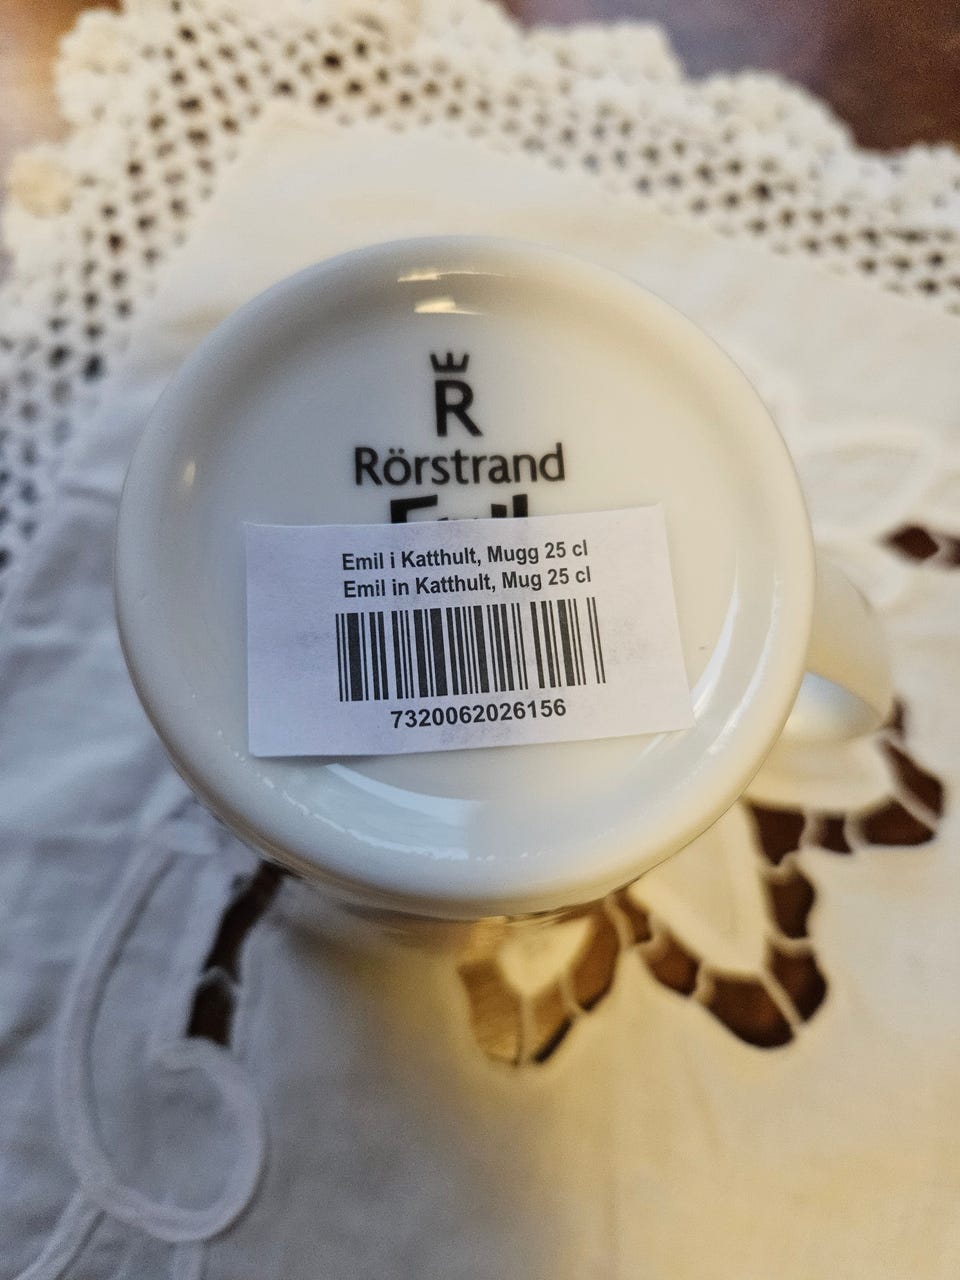 R
Rörstrand
Emil i Katthult, Mugg 25 cl
Emil in Katthult, Mug 25 cl
7320062026156